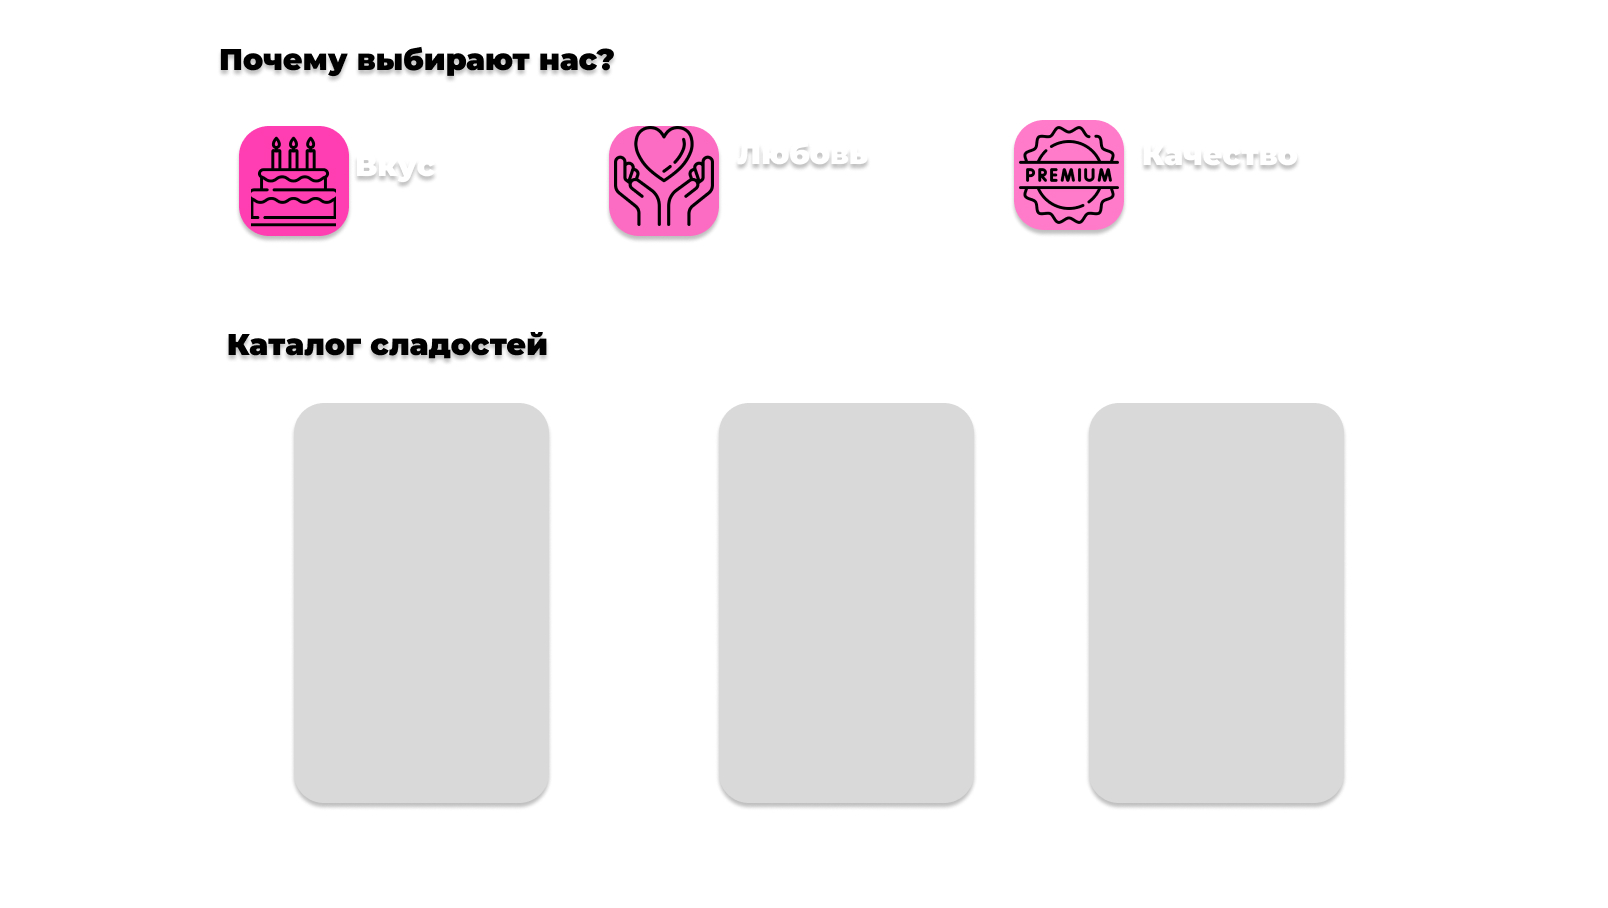 Почему выбирают нас?
Вкус
Любовь
PREMIUM
Качество
Каталог сладостей